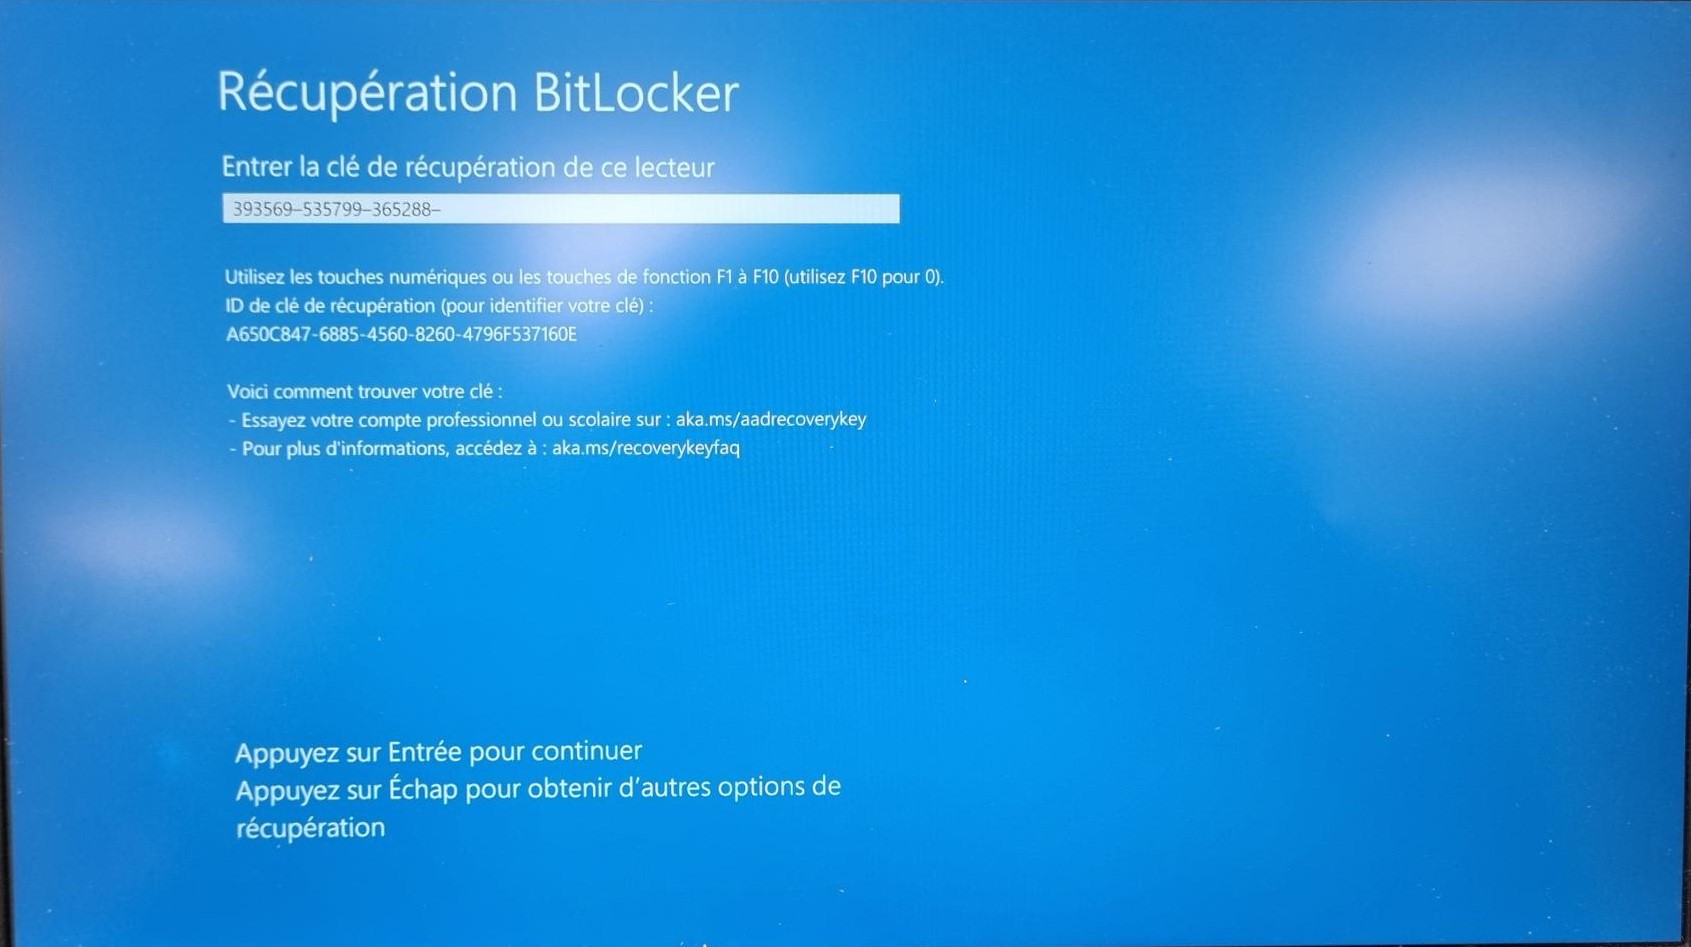 Récupération BitLocker
Entrer la clé de récupération de ce lecteur
393569–535799–365288–
Utilisez les touches numériques ou les touches de fonction F1 à F10 (utilisez F10 pour 0).
ID de clé de récupération (pour identifier votre clé) :
A650C847-6885-4560-8260-4796F537160E
Voici comment trouver votre clé :
- Essayez votre compte professionnel ou scolaire sur : aka.ms/aadrecoverykey
- Pour plus d'informations, accédez à : aka.ms/recoverykeyfaq
Appuyez sur Entrée pour continuer
Appuyez sur Échap pour obtenir d’autres options de
récupération